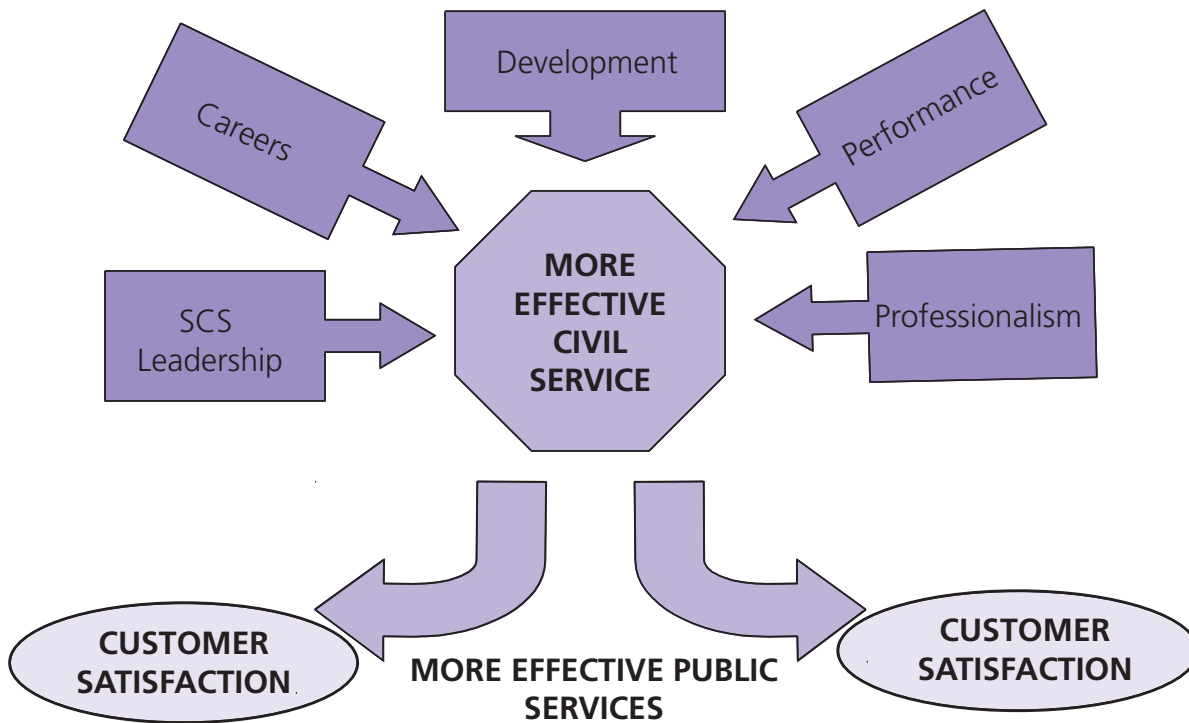 Development
Careers
Performance
MORE
EFFECTIVE
CIVIL
SERVICE
SCS
Leadership
Professionalism
CUSTOMER
SATISFACTION
MORE EFFECTIVE PUBLIC
SERVICES
CUSTOMER
SATISFACTION